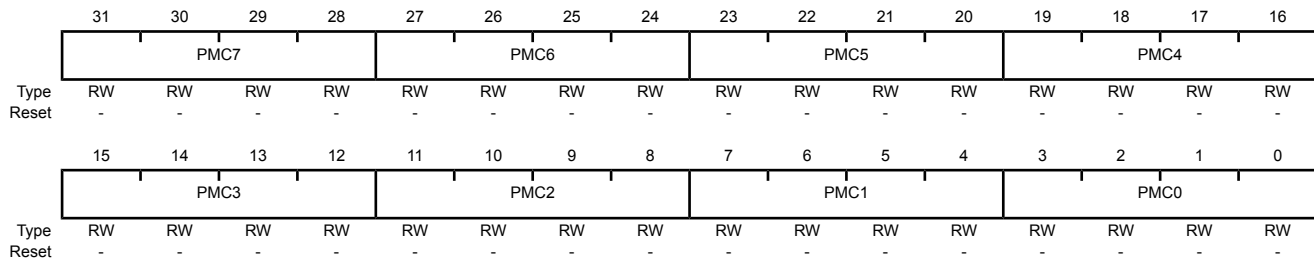 31 30 29 28 27 26 25 24 23 22 21 20 19 18 17 16
PMC7 PMC6 PMC5 PMC4
Type RW RW RW RW RW RW RW RW RW RW RW RW RW RW RW RW
Reset - - - - - - - - - - - - - - - -
15 14 13 12 11 10 9 8 7 6 5 4 3 2 1 0
PMC3 PMC2 PMC1 PMC0
Type RW RW RW RW RW RW RW RW RW RW RW RW RW RW RW RW
Reset - - - - - - - - - - - - - - - -